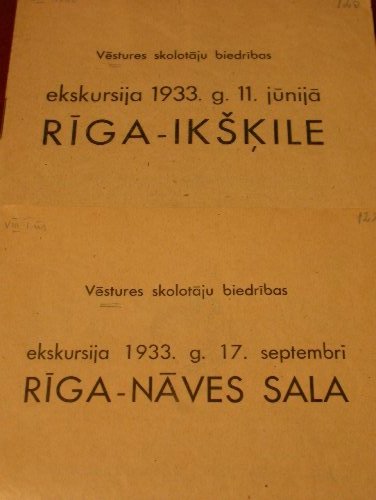 Vēstures skolotāju biedrības
ekskursija 1933. g. 11. jūnijā
RĪGA-IKŠĶILE
Vēstures skolotāju biedrības
ekskursija 1933. g. 17. septembrī
RĪGA-NĀVES SALA